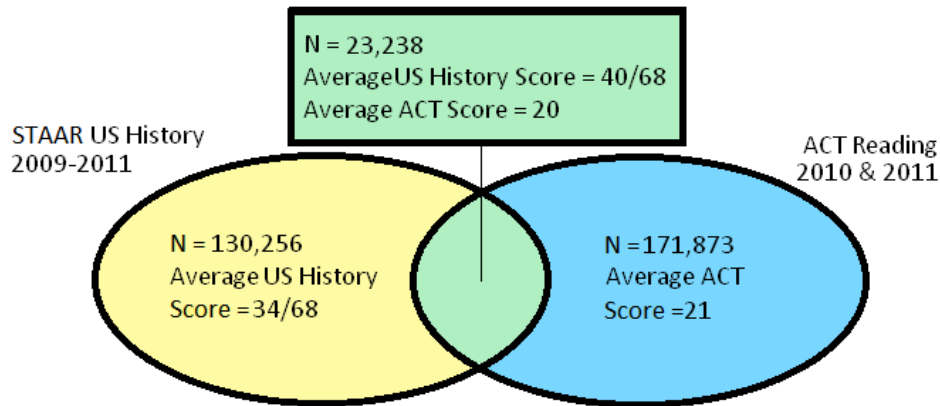 N = 23,238
AverageUS History Score = 40/68
Average ACT Score = 20
STAAR US History
2009-2011
ACT Reading
2010 & 2011
N = 130,256
Average US History
Score = 34/68
N =171,873
Average ACT
Score =21